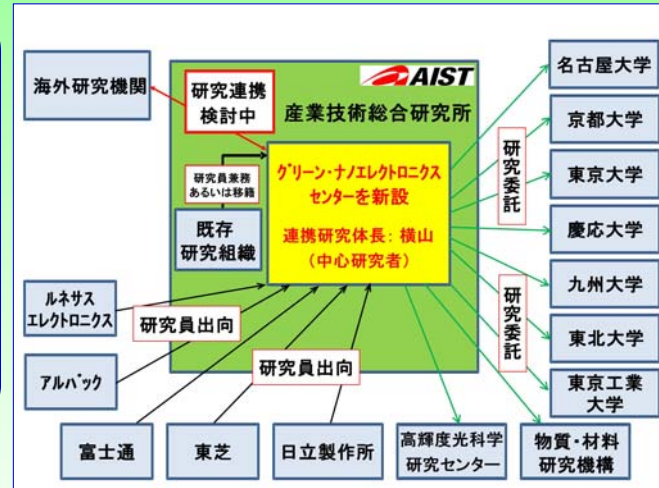 海外研究機関
研究連携
検討中
AIST
産業技術総合研究所
研究員兼務
あるいは移籍
既存
研究組織
グリーン・ナノエレクトロニクス
センターを新設
連携研究体長：横山
（中心研究者）
名古屋大学
京都大学
東京大学
慶応大学
九州大学
東北大学
東京工業
大学
研究委託
研究委託
ルネサス
エレクトロニクス
研究員出向
アルバック
研究員出向
富士通
東芝
日立製作所
高輝度光科学
研究センター
物質・材料
研究機構